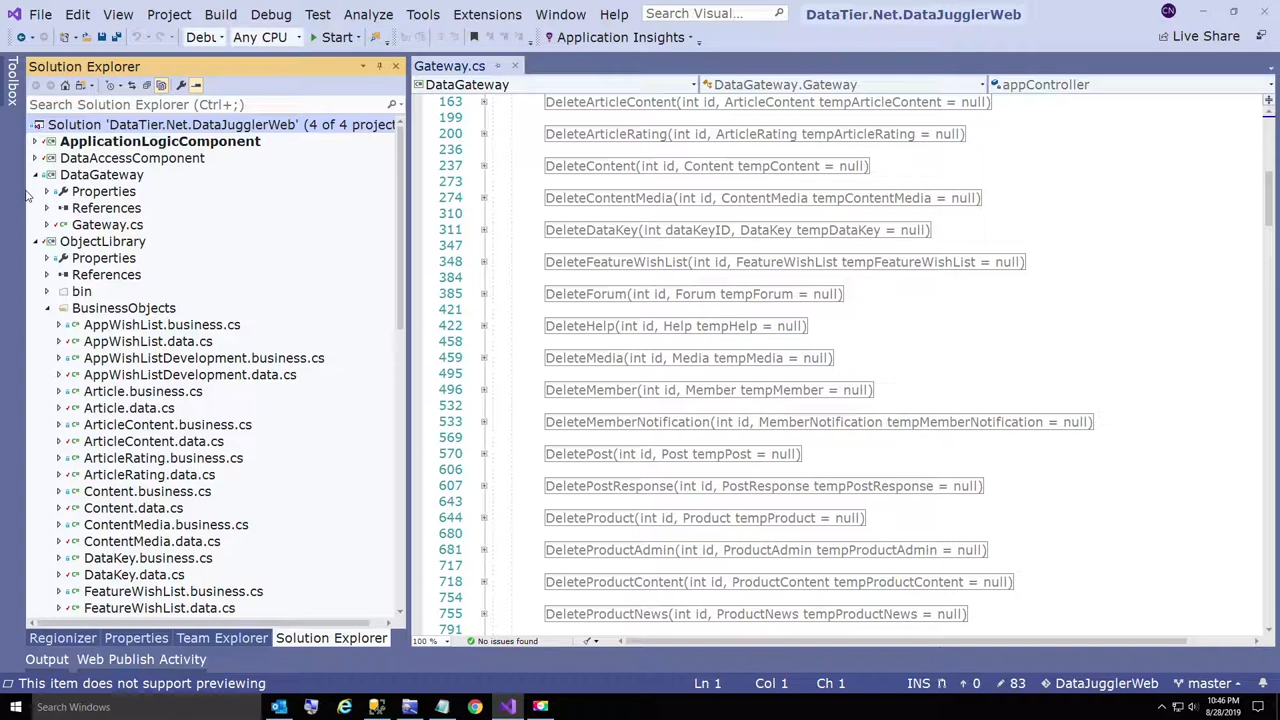 File Edit View Project Build Debug Test Analyze Tools Extensions Window Help Search Visual... DataTier.Net.DataJugglerWeb CN
Debu Any CPU Start Application Insights Live Share
Toolbox
Solution Explorer
Gateway.cs
DataGateway DataGateway.Gateway appController
Search Solution Explorer (Ctrl+;)
Solution 'DataTier.Net.DataJugglerWeb' (4 of 4 project
ApplicationLogicComponent
DataAccessComponent
DataGateway
Properties
References
Gateway.cs
ObjectLibrary
Properties
References
bin
BusinessObjects
AppWishList.business.cs
AppWishList.data.cs
AppWishListDevelopment.business.cs
AppWishListDevelopment.data.cs
Article.business.cs
Article.data.cs
ArticleContent.business.cs
ArticleContent.data.cs
ArticleRating.business.cs
ArticleRating.data.cs
Content.business.cs
Content.data.cs
ContentMedia.business.cs
ContentMedia.data.cs
DataKey.business.cs
DataKey.data.cs
FeatureWishList.business.cs
FeatureWishList.data.cs
163 DeleteArticleContent(int id, ArticleContent tempArticleContent = null)
199
200 DeleteArticleRating(int id, ArticleRating tempArticleRating = null)
236
237 DeleteContent(int id, Content tempContent = null)
273
274 DeleteContentMedia(int id, ContentMedia tempContentMedia = null)
310
311 DeleteDataKey(int dataKeyID, DataKey tempDataKey = null)
347
348 DeleteFeatureWishList(int id, FeatureWishList tempFeatureWishList = null)
384
385 DeleteForum(int id, Forum tempForum = null)
421
422 DeleteHelp(int id, Help tempHelp = null)
458
459 DeleteMedia(int id, Media tempMedia = null)
495
496 DeleteMember(int id, Member tempMember = null)
532
533 DeleteMemberNotification(int id, MemberNotification tempMemberNotification = null)
569
570 DeletePost(int id, Post tempPost = null)
606
607 DeletePostResponse(int id, PostResponse tempPostResponse = null)
643
644 DeleteProduct(int id, Product tempProduct = null)
680
681 DeleteProductAdmin(int id, ProductAdmin tempProductAdmin = null)
717
718 DeleteProductContent(int id, ProductContent tempProductContent = null)
754
755 DeleteProductNews(int id, ProductNews tempProductNews = null)
791
100 % No issues found
Regionizer Properties Team Explorer Solution Explorer
Output Web Publish Activity
This item does not support previewing Ln 1 Col 1 Ch 1 INS 0 83 DataJugglerWeb master
Search Windows
10:46 PM
8/28/2019